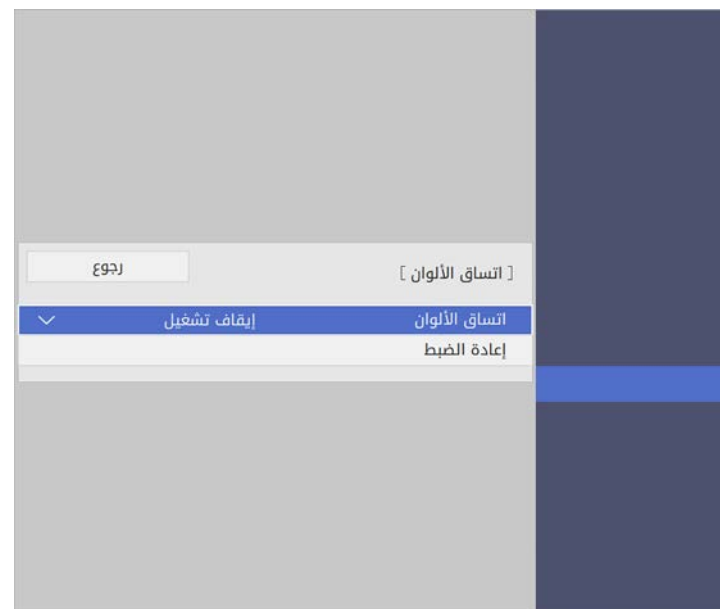 [ اتساق الألوان ] رجوع
اتساق الألوان إيقاف تشغيل
إعادة الضبط